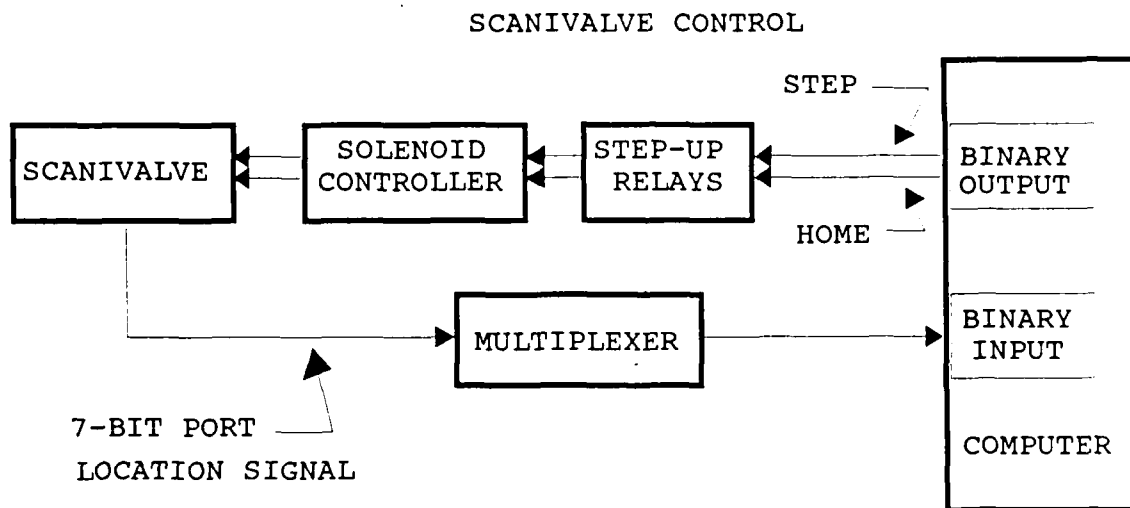 SCANIVALVE CONTROL
STEP
SCANIVALVE
SOLENOID
CONTROLLER
STEP-UP
RELAYS
BINARY
OUTPUT
HOME
MULTIPLEXER
BINARY
INPUT
7-BIT PORT
LOCATION SIGNAL
COMPUTER